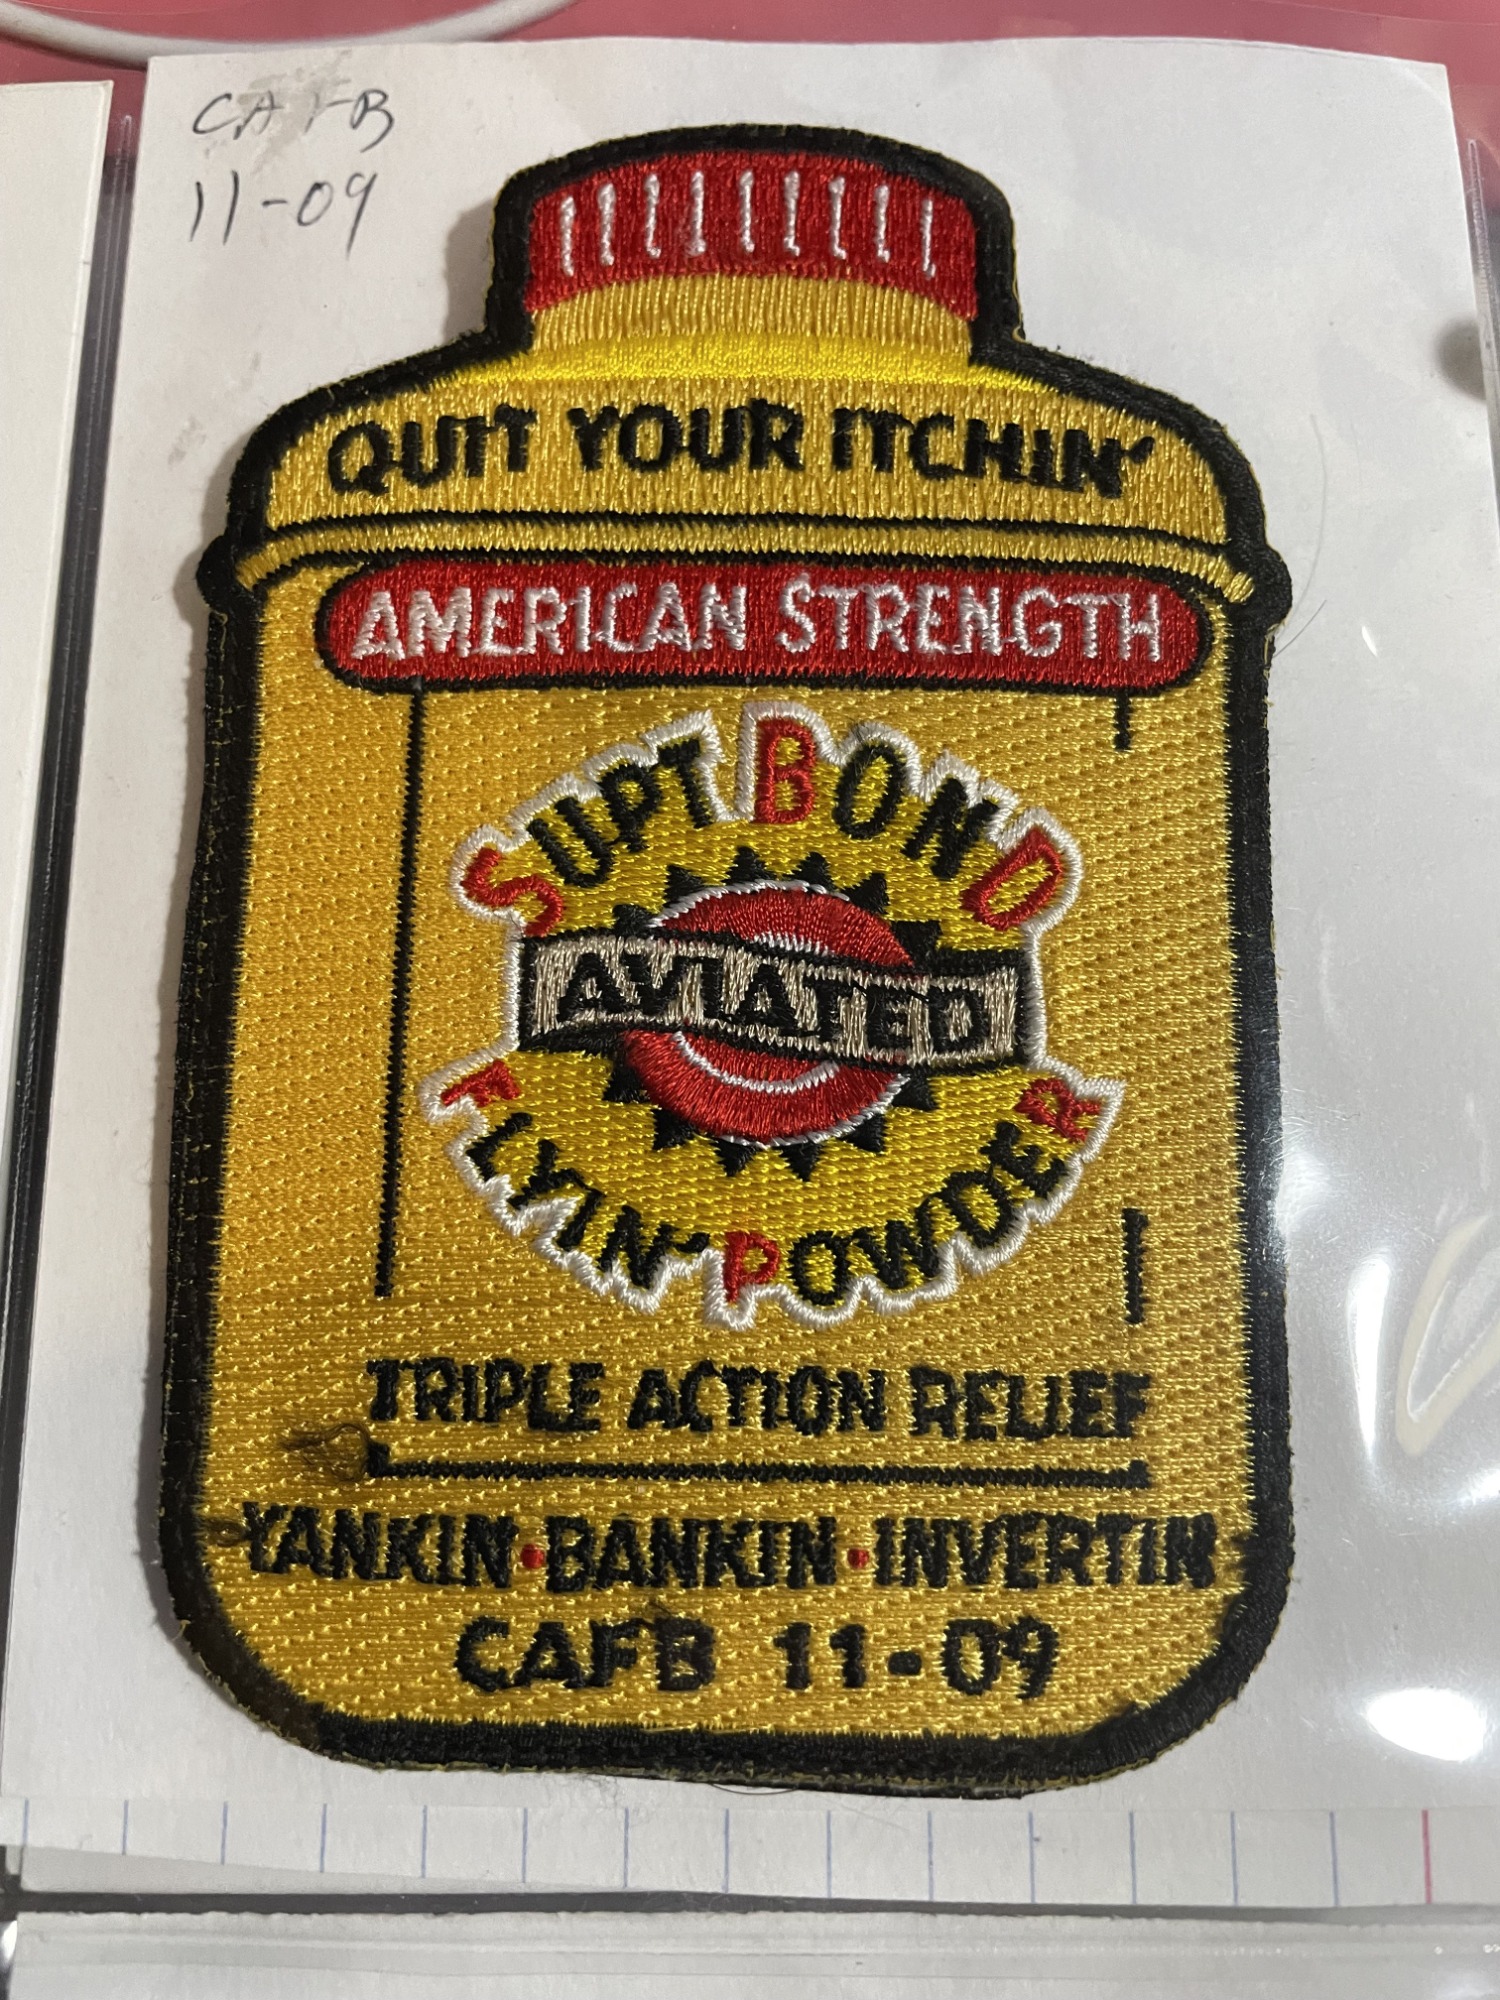 CAFB
11-09
QUIT YOUR ITCHIN'
AMERICAN STRENGTH
SUPT BOND
AVIATED
FLYIN' POWDER
TRIPLE ACTION RELIEF
YANKIN•BANKIN•INVERTIN
CAFB 11-09